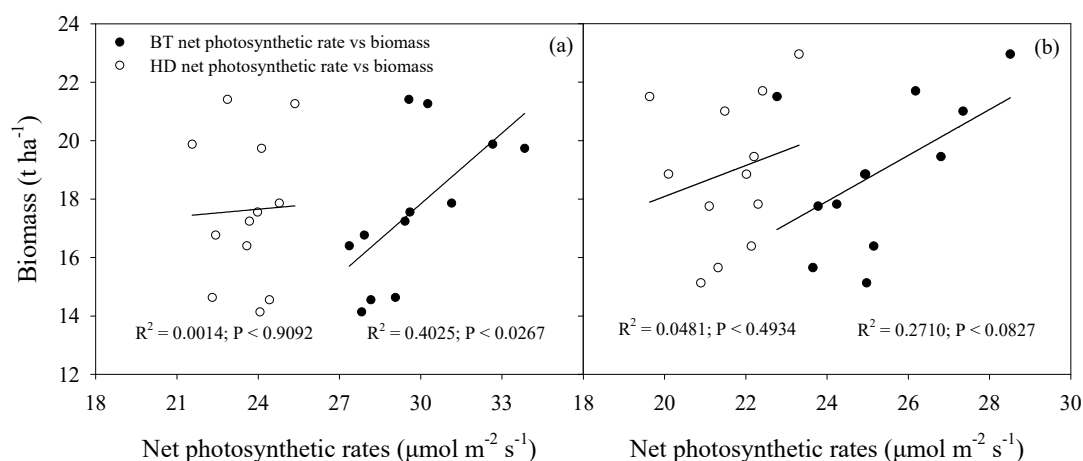 24
22
20
18
16
14
12
Biomass (t ha⁻¹)
BT net photosynthetic rate vs biomass
HD net photosynthetic rate vs biomass
(a)
R² = 0.0014; P < 0.9092
R² = 0.4025; P < 0.0267
18 21 24 27 30 33 36
Net photosynthetic rates (µmol m⁻² s⁻¹)
(b)
R² = 0.0481; P < 0.4934
R² = 0.2710; P < 0.0827
18 20 22 24 26 28 30
Net photosynthetic rates (µmol m⁻² s⁻¹)